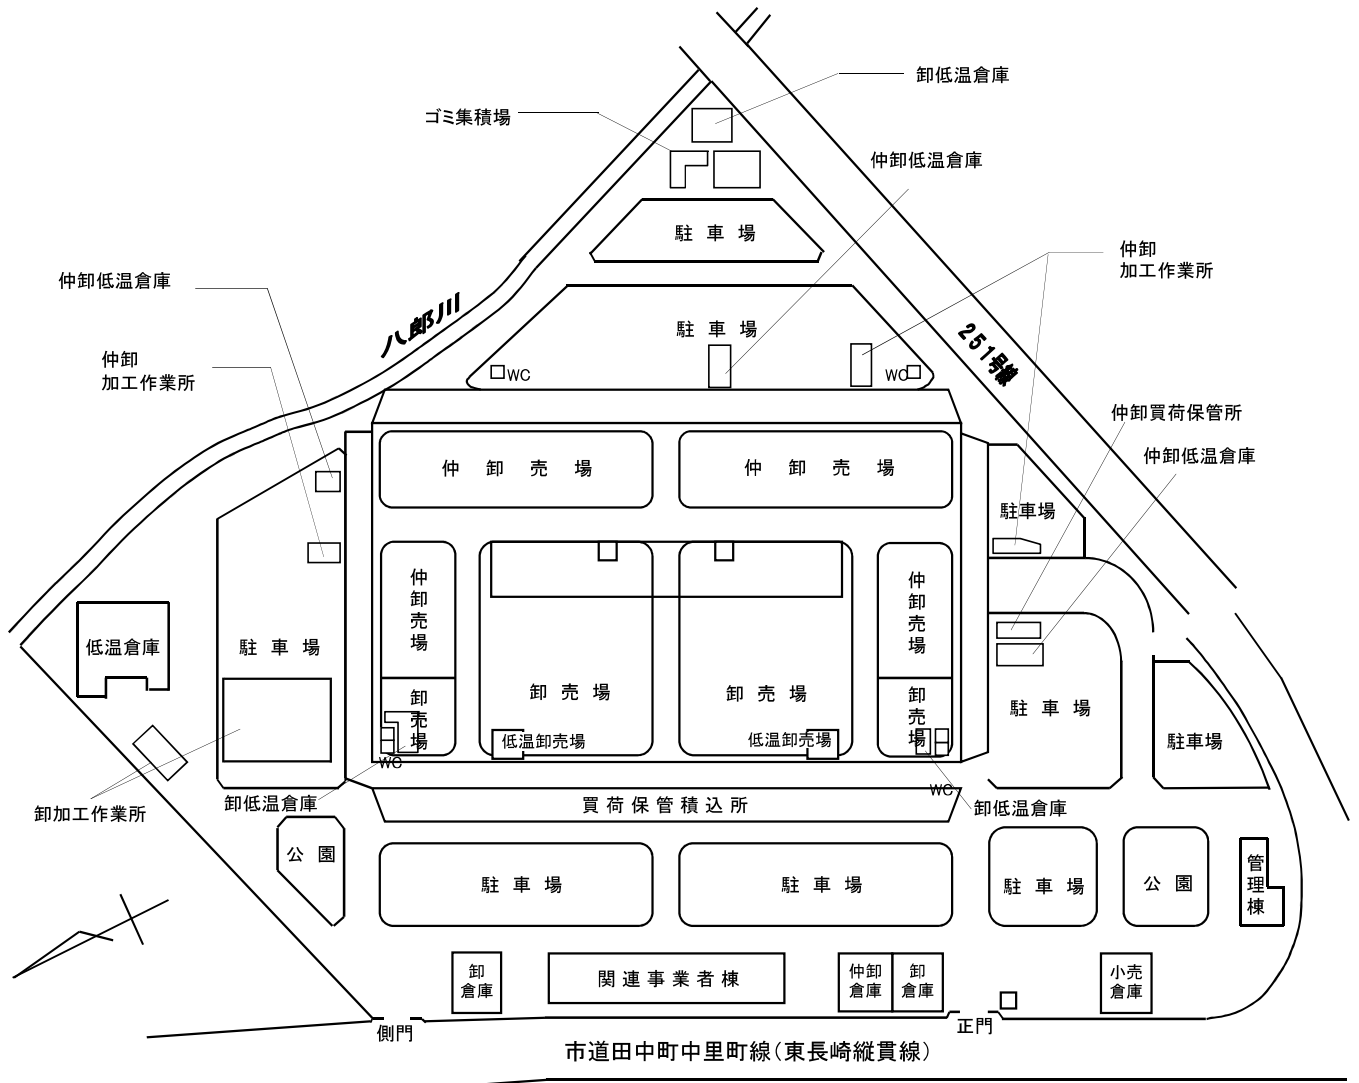 卸低温倉庫
ゴミ集積場
仲卸低温倉庫
駐車場
仲卸
加工作業所
仲卸低温倉庫
八郎川
駐車場
251号線
仲卸
加工作業所
WC
WC
仲卸買荷保管所
仲卸低温倉庫
仲卸売場
仲卸売場
駐車場
仲卸売場
仲卸売場
低温倉庫
駐車場
卸売場
卸売場
卸売場
卸売場
駐車場
低温卸売場
低温卸売場
駐車場
WC
WC
卸加工作業所
卸低温倉庫
買荷保管積込所
卸低温倉庫
公園
駐車場
駐車場
駐車場
公園
管理棟
卸
倉庫
関連事業者棟
仲卸
倉庫
卸
倉庫
小売
倉庫
側門
正門
市道田中町中里町線(東長崎縦貫線)